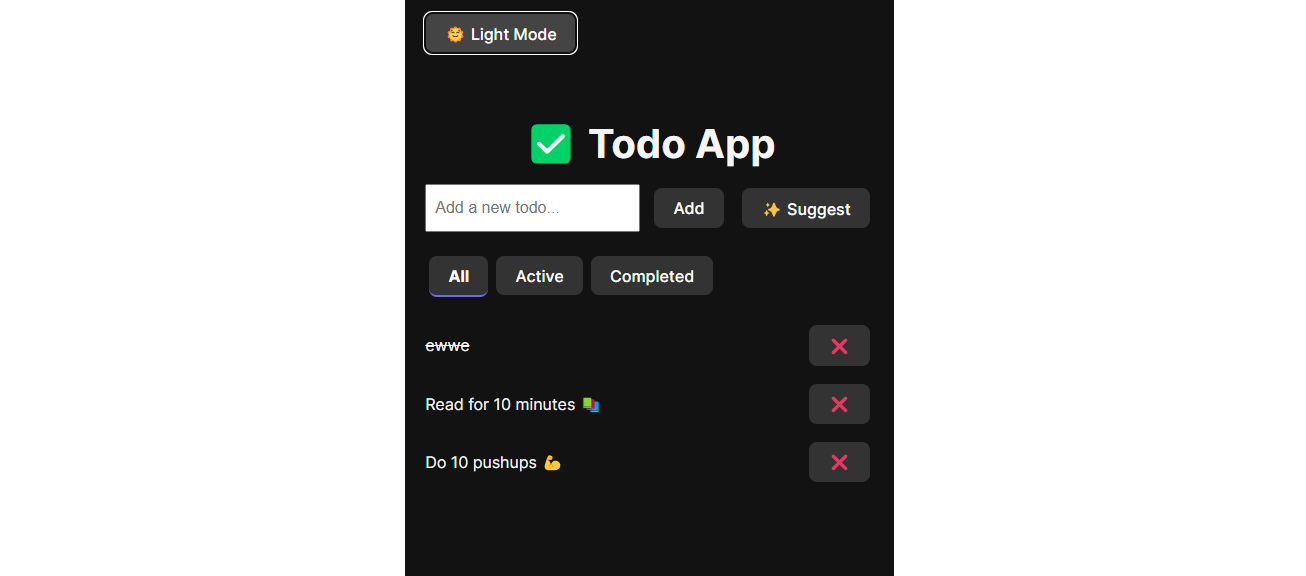 🌞 Light Mode
✅ Todo App
Add a new todo... Add ✨ Suggest
All Active Completed
ewwe ❌
Read for 10 minutes 📚 ❌
Do 10 pushups 💪 ❌